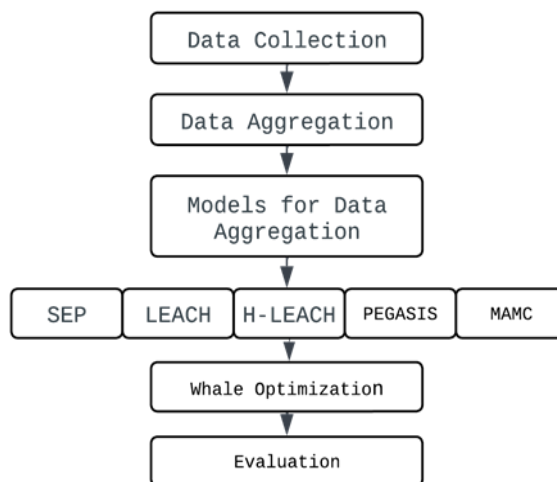 Data Collection
Data Aggregation
Models for Data
Aggregation
SEP LEACH H-LEACH PEGASIS MAMC
Whale Optimization
Evaluation